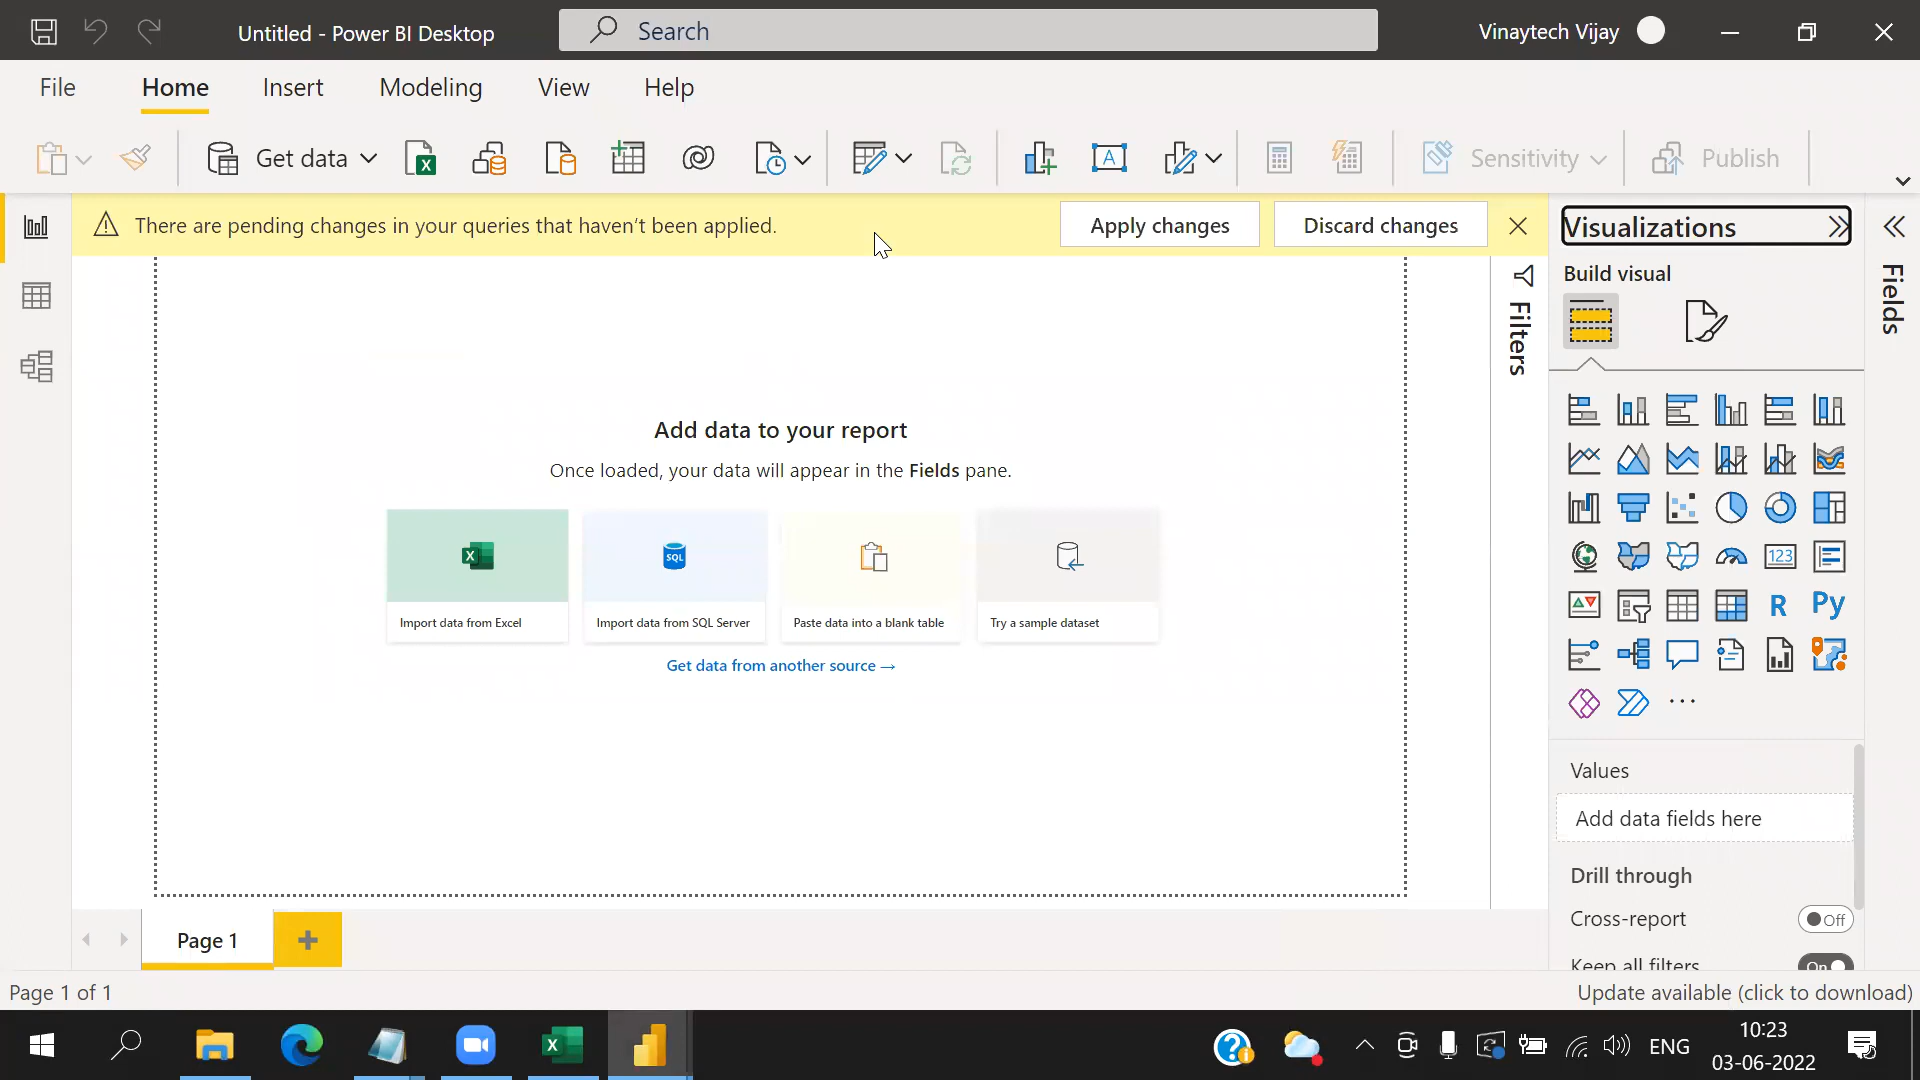 Untitled - Power BI Desktop
Search
Vinaytech Vijay
File Home Insert Modeling View Help
Get data
Sensitivity
Publish
There are pending changes in your queries that haven't been applied.
Apply changes
Discard changes
Visualizations
Build visual
Filters
Fields
Add data to your report
Once loaded, your data will appear in the Fields pane.
SQL
Import data from Excel
Import data from SQL Server
Paste data into a blank table
Try a sample dataset
Get data from another source →
123
R
Py
...
Values
Add data fields here
Drill through
Cross-report
Off
Keep all filters
On
Page 1
Page 1 of 1
Update available (click to download)
ENG
10:23
03-06-2022